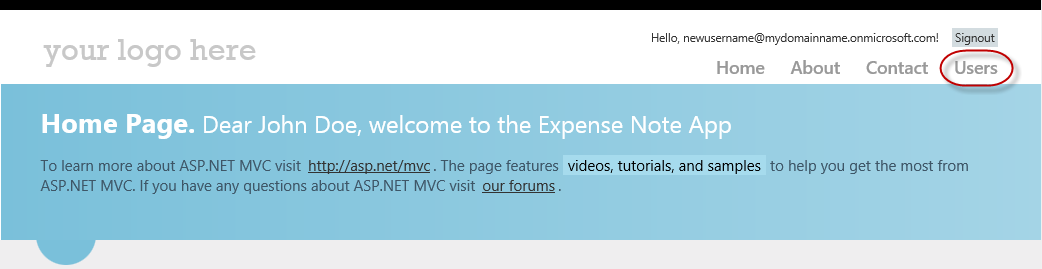 Hello, newusername@mydomainname.onmicrosoft.com! Signout
your logo here
Home About Contact Users
Home Page. Dear John Doe, welcome to the Expense Note App
To learn more about ASP.NET MVC visit http://asp.net/mvc. The page features videos, tutorials, and samples to help you get the most from
ASP.NET MVC. If you have any questions about ASP.NET MVC visit our forums.